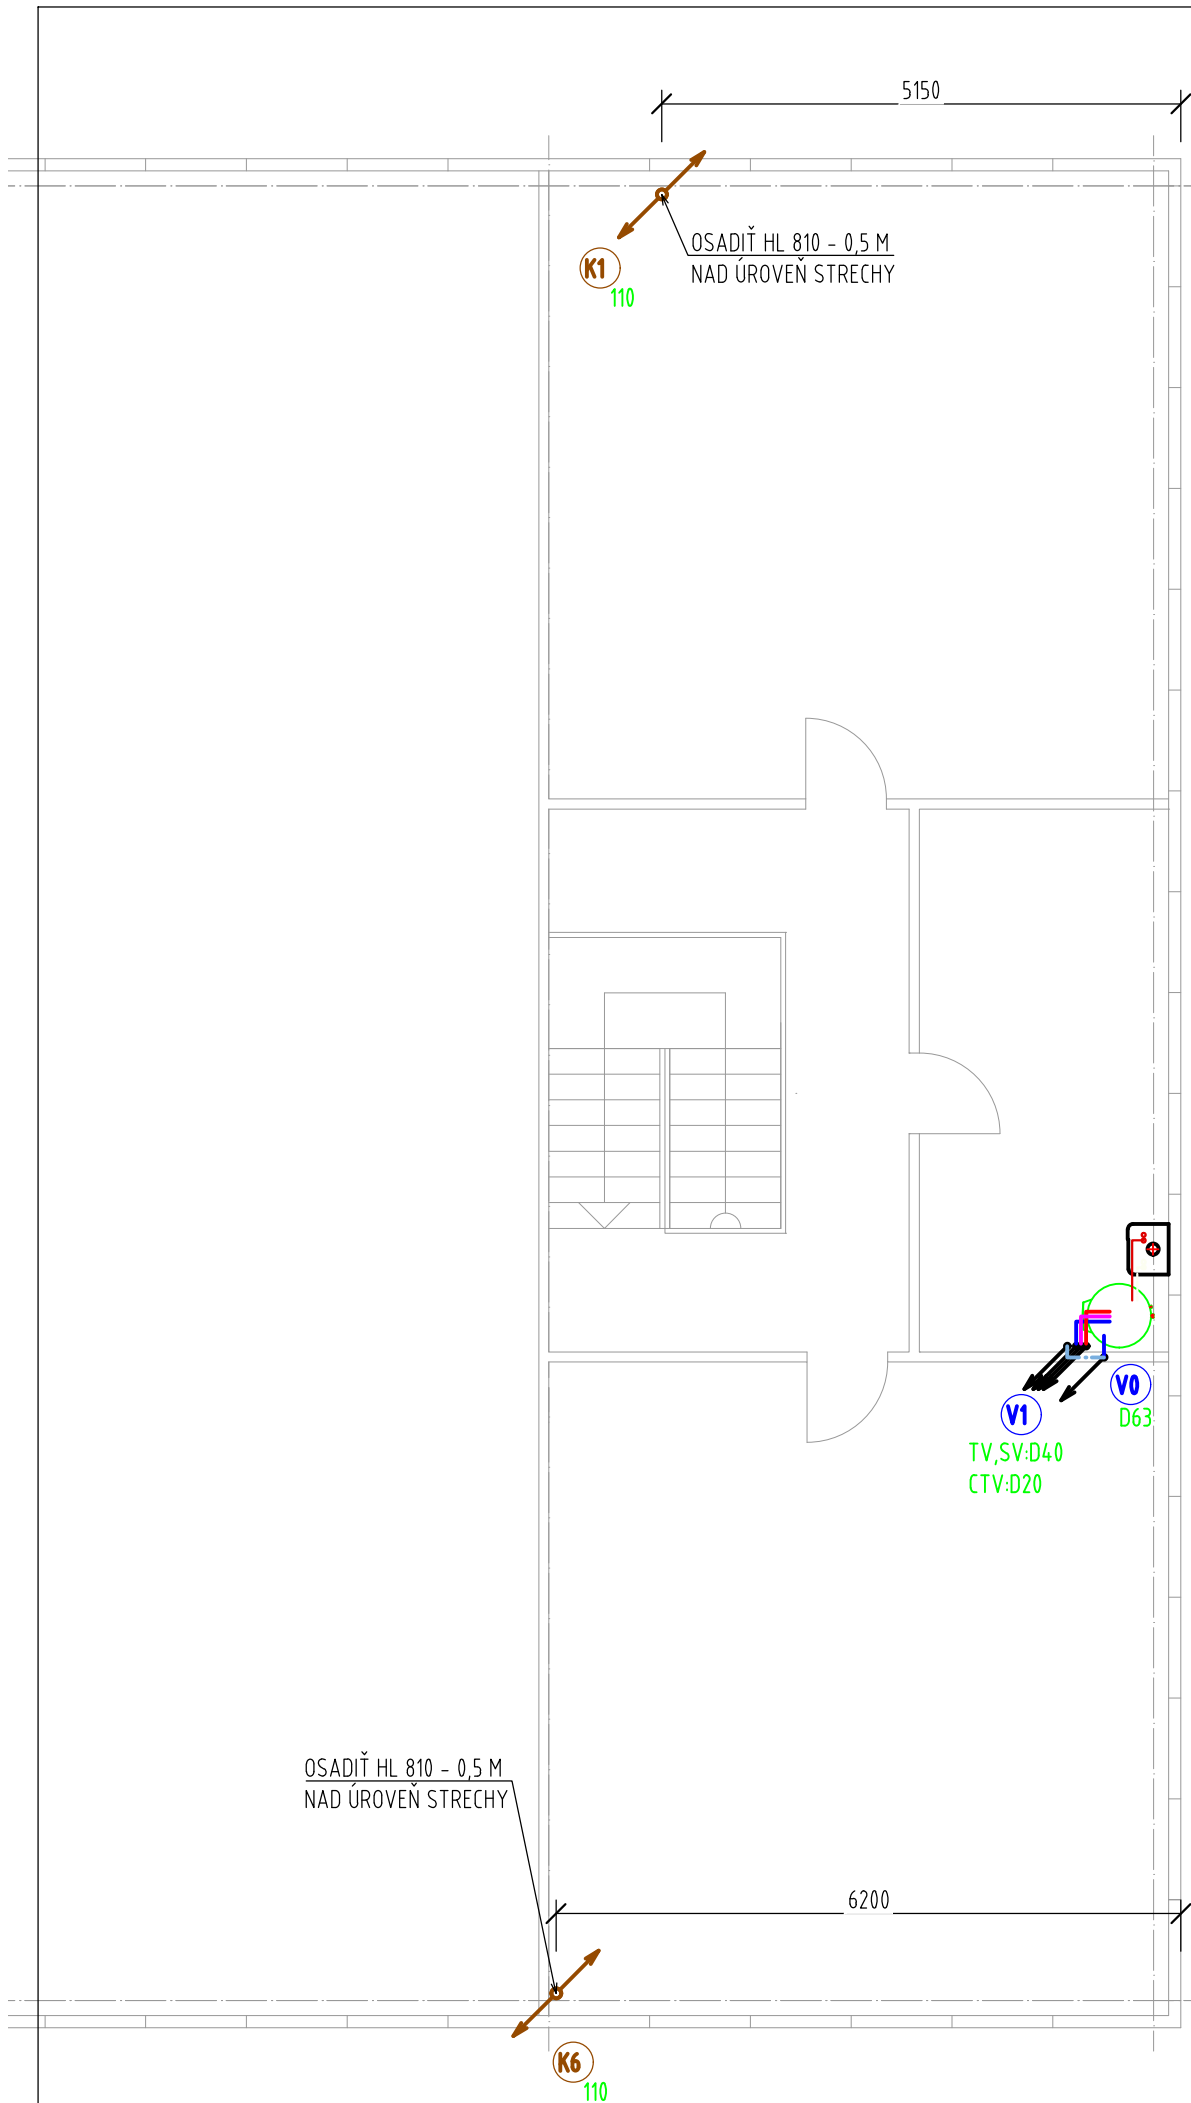 5150
OSADIŤ HL 810 - 0,5 M
NAD ÚROVEŇ STRECHY
K1
110
V0
D63
V1
TV,SV:D40
CTV:D20
OSADIŤ HL 810 - 0,5 M
NAD ÚROVEŇ STRECHY
6200
K6
110